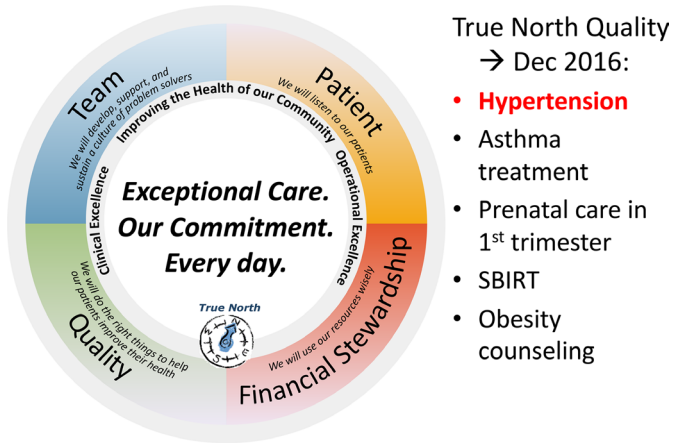 Team
We will develop, support, and
sustain a culture of problem solvers
Patient
We will listen to our patients
Improving the Health of our Community
Clinical Excellence
Operational Excellence
Exceptional Care.
Our Commitment.
Every day.
True North
N
E
S
W
Quality
We will do the right things to help
our patients improve their health
Financial Stewardship
We will use our resources wisely
True North Quality
→ Dec 2016:
• Hypertension
• Asthma
treatment
• Prenatal care in
1st trimester
• SBIRT
• Obesity
counseling